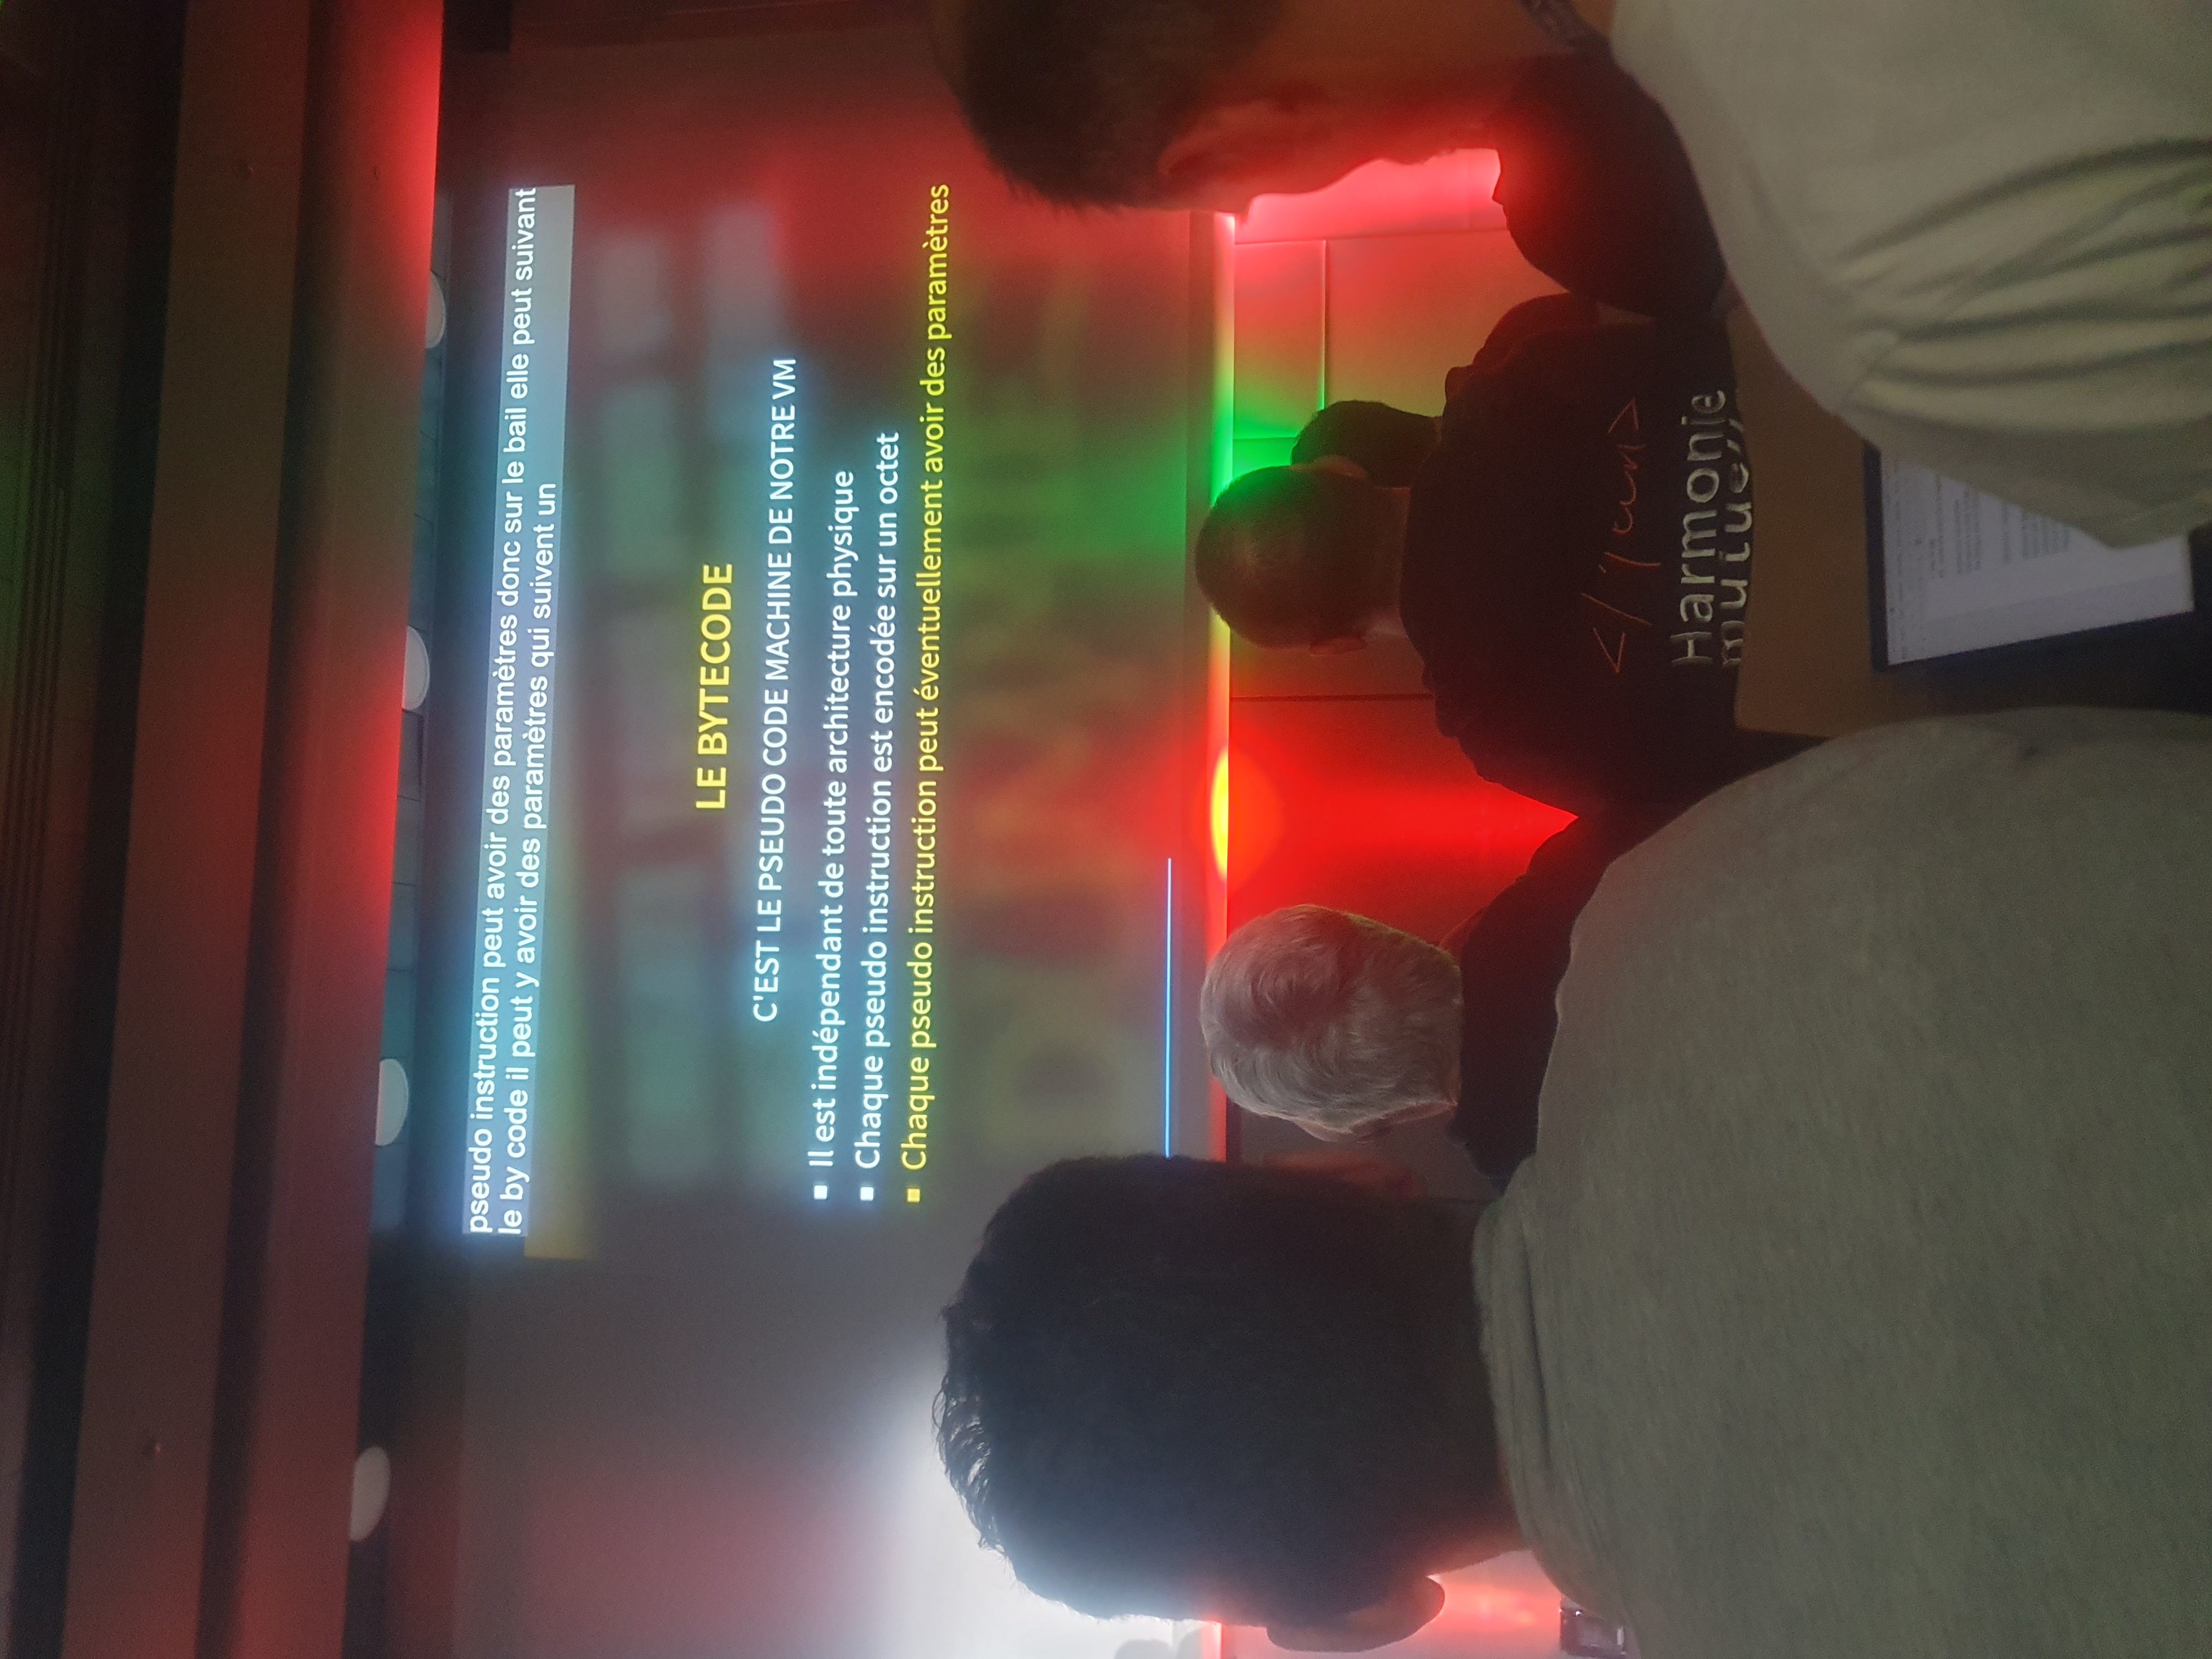 pseudo instruction peut avoir des paramètres donc sur le bail elle peut suivant
le by code il peut y avoir des paramètres qui suivent un
LE BYTECODE
C'EST LE PSEUDO CODE MACHINE DE NOTRE VM
▪ Il est indépendant de toute architecture physique
▪ Chaque pseudo instruction est encodée sur un octet
▪ Chaque pseudo instruction peut éventuellement avoir des paramètres
Harmonie